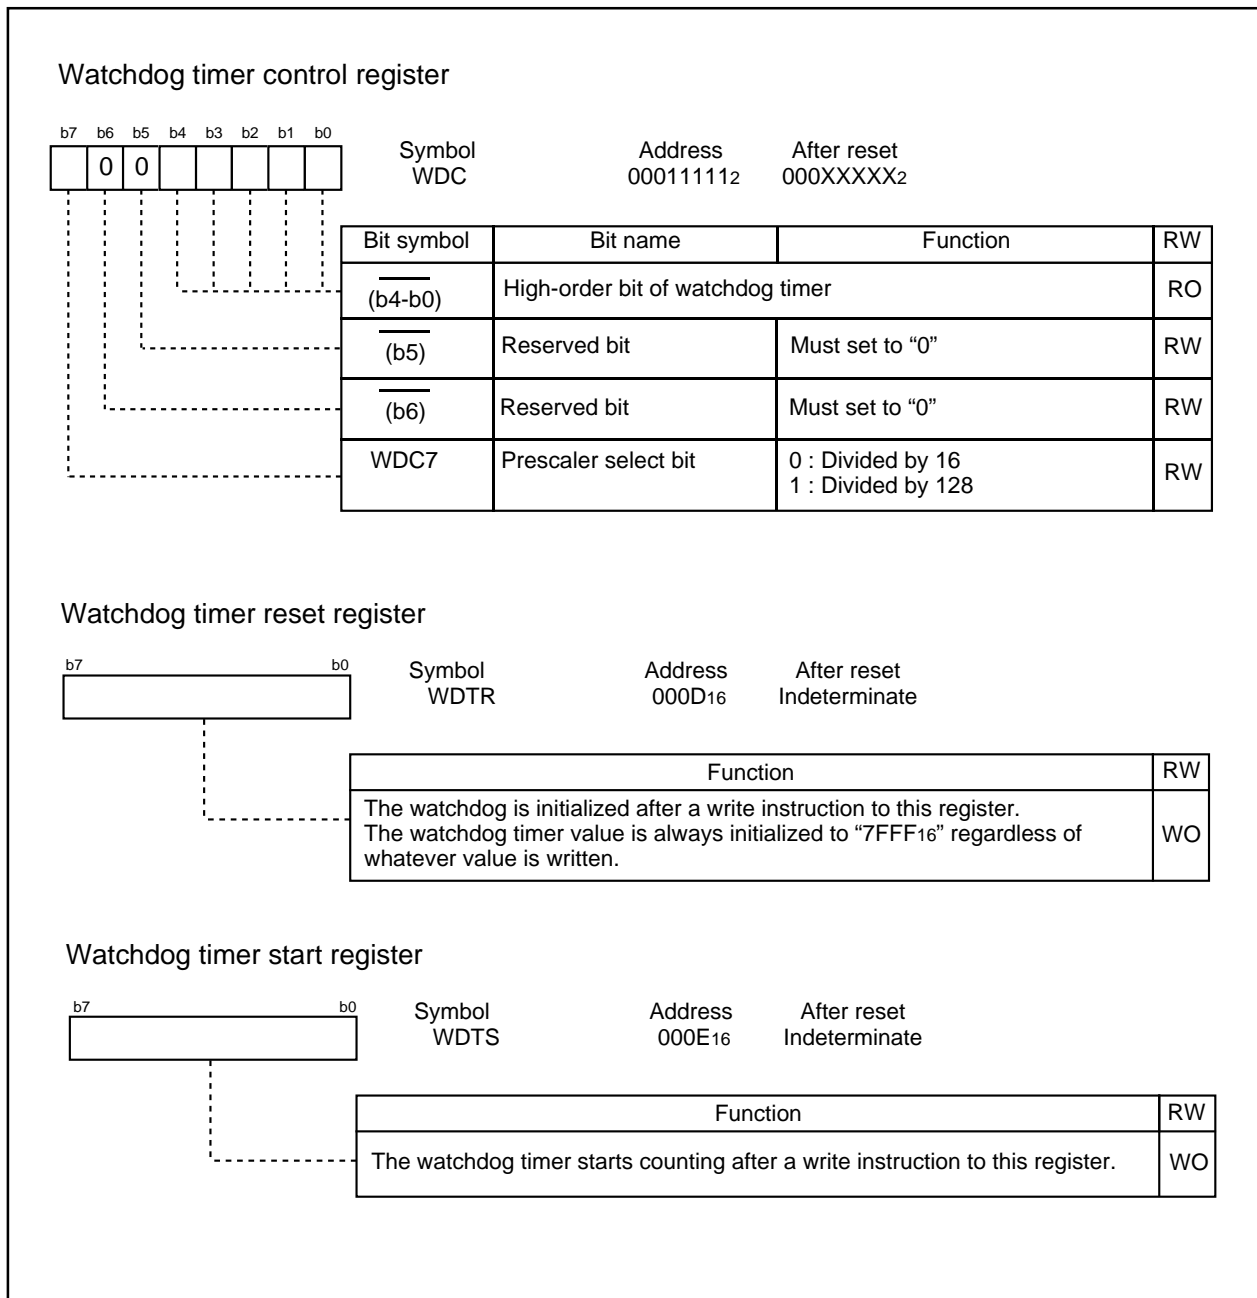 Watchdog timer control register
b7 b6 b5 b4 b3 b2 b1 b0
0 0
Symbol Address After reset
WDC 000111112 000XXXXX2
Bit symbol Bit name Function RW
(b4-b0) High-order bit of watchdog timer RO
(b5) Reserved bit Must set to “0” RW
(b6) Reserved bit Must set to “0” RW
WDC7 Prescaler select bit 0 : Divided by 16
1 : Divided by 128
RW
Watchdog timer reset register
b7 b0
Symbol Address After reset
WDTR 000D16 Indeterminate
Function RW
The watchdog is initialized after a write instruction to this register.
The watchdog timer value is always initialized to “7FFF16” regardless of
whatever value is written.
WO
Watchdog timer start register
b7 b0
Symbol Address After reset
WDTS 000E16 Indeterminate
Function RW
The watchdog timer starts counting after a write instruction to this register. WO